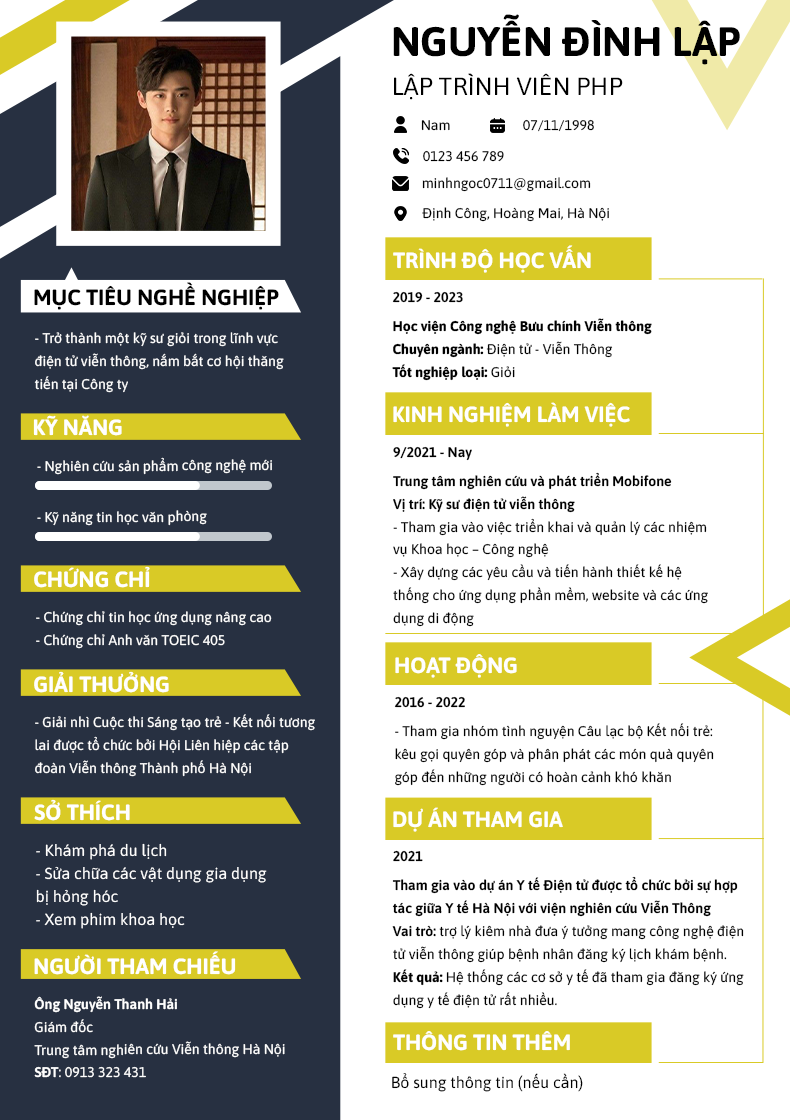 NGUYỄN ĐÌNH LẬP
LẬP TRÌNH VIÊN PHP
Nam 07/11/1998
0123 456 789
minhngoc0711@gmail.com
Định Công, Hoàng Mai, Hà Nội
MỤC TIÊU NGHỀ NGHIỆP
- Trở thành một kỹ sư giỏi trong lĩnh vực
điện tử viễn thông, nắm bắt cơ hội thăng
tiến tại Công ty
KỸ NĂNG
- Nghiên cứu sản phẩm công nghệ mới
- Kỹ năng tin học văn phòng
CHỨNG CHỈ
- Chứng chỉ tin học ứng dụng nâng cao
- Chứng chỉ Anh văn TOEIC 405
GIẢI THƯỞNG
- Giải nhì Cuộc thi Sáng tạo trẻ - Kết nối tương
lai được tổ chức bởi Hội Liên hiệp các tập
đoàn Viễn thông Thành phố Hà Nội
SỞ THÍCH
- Khám phá du lịch
- Sửa chữa các vật dụng gia dụng
bị hỏng hóc
- Xem phim khoa học
NGƯỜI THAM CHIẾU
Ông Nguyễn Thanh Hải
Giám đốc
Trung tâm nghiên cứu Viễn thông Hà Nội
SĐT: 0913 323 431
TRÌNH ĐỘ HỌC VẤN
2019 - 2023
Học viện Công nghệ Bưu chính Viễn thông
Chuyên ngành: Điện tử - Viễn Thông
Tốt nghiệp loại: Giỏi
KINH NGHIỆM LÀM VIỆC
9/2021 - Nay
Trung tâm nghiên cứu và phát triển Mobifone
Vị trí: Kỹ sư điện tử viễn thông
- Tham gia vào việc triển khai và quản lý các nhiệm
vụ Khoa học – Công nghệ
- Xây dựng các yêu cầu và tiến hành thiết kế hệ
thống cho ứng dụng phần mềm, website và các ứng
dụng di động
HOẠT ĐỘNG
2016 - 2022
- Tham gia nhóm tình nguyện Câu lạc bộ Kết nối trẻ:
kêu gọi quyên góp và phân phát các món quà quyên
góp đến những người có hoàn cảnh khó khăn
DỰ ÁN THAM GIA
2021
Tham gia vào dự án Y tế Điện tử được tổ chức bởi sự hợp
tác giữa Y tế Hà Nội với viện nghiên cứu Viễn Thông
Vai trò: trợ lý kiêm nhà đưa ý tưởng mang công nghệ điện
tử viễn thông giúp bệnh nhân đăng ký lịch khám bệnh.
Kết quả: Hệ thống các cơ sở y tế đã tham gia đăng ký ứng
dụng y tế điện tử rất nhiều.
THÔNG TIN THÊM
Bổ sung thông tin (nếu cần)